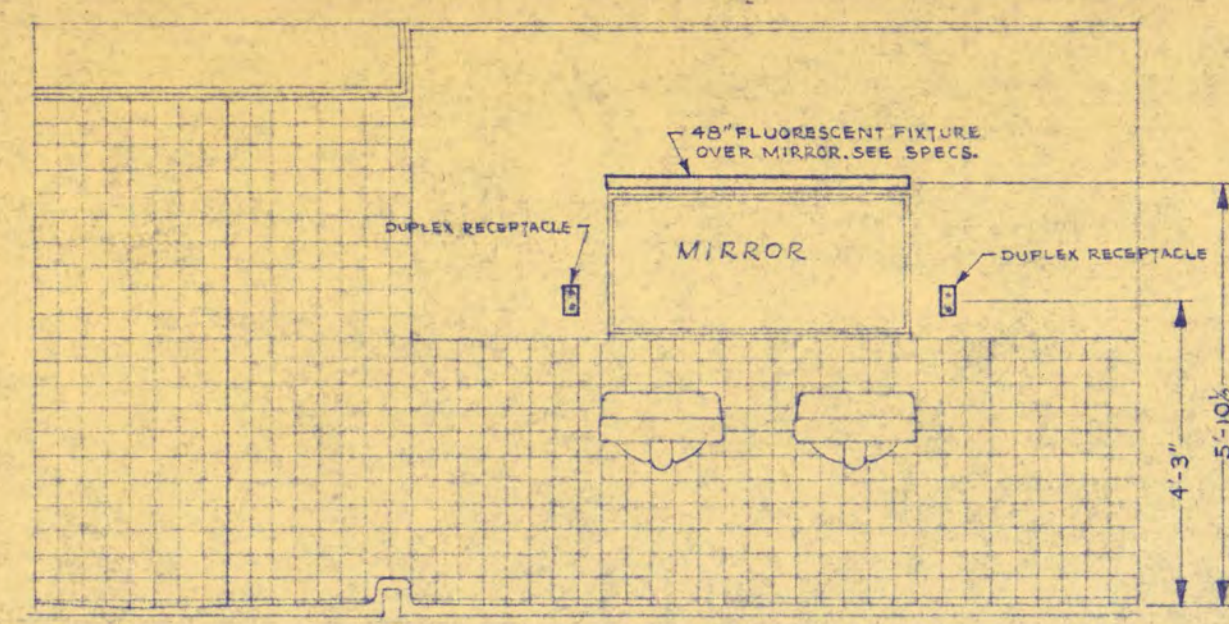 48" FLUORESCENT FIXTURE
OVER MIRROR. SEE SPECS.
DUPLEX RECEPTACLE
MIRROR
DUPLEX RECEPTACLE
4'-3"
5'-10½